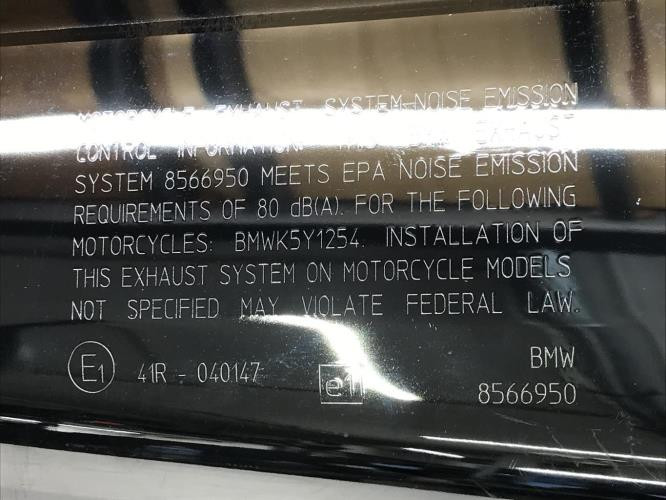 MOTORCYCLE EXHAUST SYSTEM NOISE EMISSION
CONTROL INFORMATION. THIS BMW EXHAUST
SYSTEM 8566950 MEETS EPA NOISE EMISSION
REQUIREMENTS OF 80 dB(A). FOR THE FOLLOWING
MOTORCYCLES: BMWK5Y1254. INSTALLATION OF
THIS EXHAUST SYSTEM ON MOTORCYCLE MODELS
NOT SPECIFIED MAY VIOLATE FEDERAL LAW.
E1 41R - 040147 e1 BMW
8566950